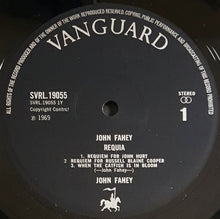 ALL RIGHTS OF THE RECORD PRODUCER AND OF THE OWNER OF THE WORK REPRODUCED RESERVED
COPYING PUBLIC PERFORMANCE AND BROADCASTING OF THIS RECORD PROHIBITED
VANGUARD
SVRL.19055
SVRL.19055 1Y
Copyright Control
℗ 1969
STEREO
1
JOHN FAHEY
REQUIA
1. REQUIEM FOR JOHN HURT
2. REQUIEM FOR RUSSELL BLAINE COOPER
3. WHEN THE CATFISH IS IN BLOOM
(—John Fahey—)
JOHN FAHEY